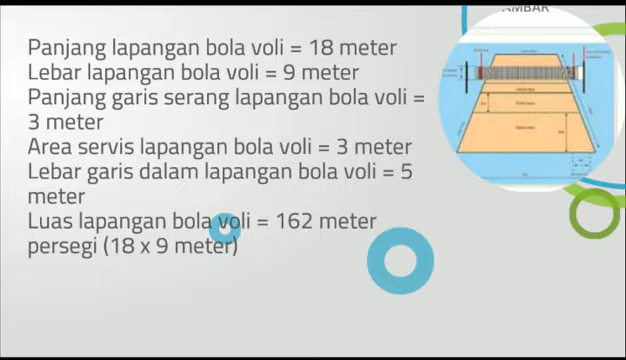 GAMBAR
Panjang lapangan bola voli = 18 meter
Lebar lapangan bola voli = 9 meter
Panjang garis serang lapangan bola voli =
3 meter
Area servis lapangan bola voli = 3 meter
Lebar garis dalam lapangan bola voli = 5
meter
Luas lapangan bola voli = 162 meter
persegi (18 x 9 meter)